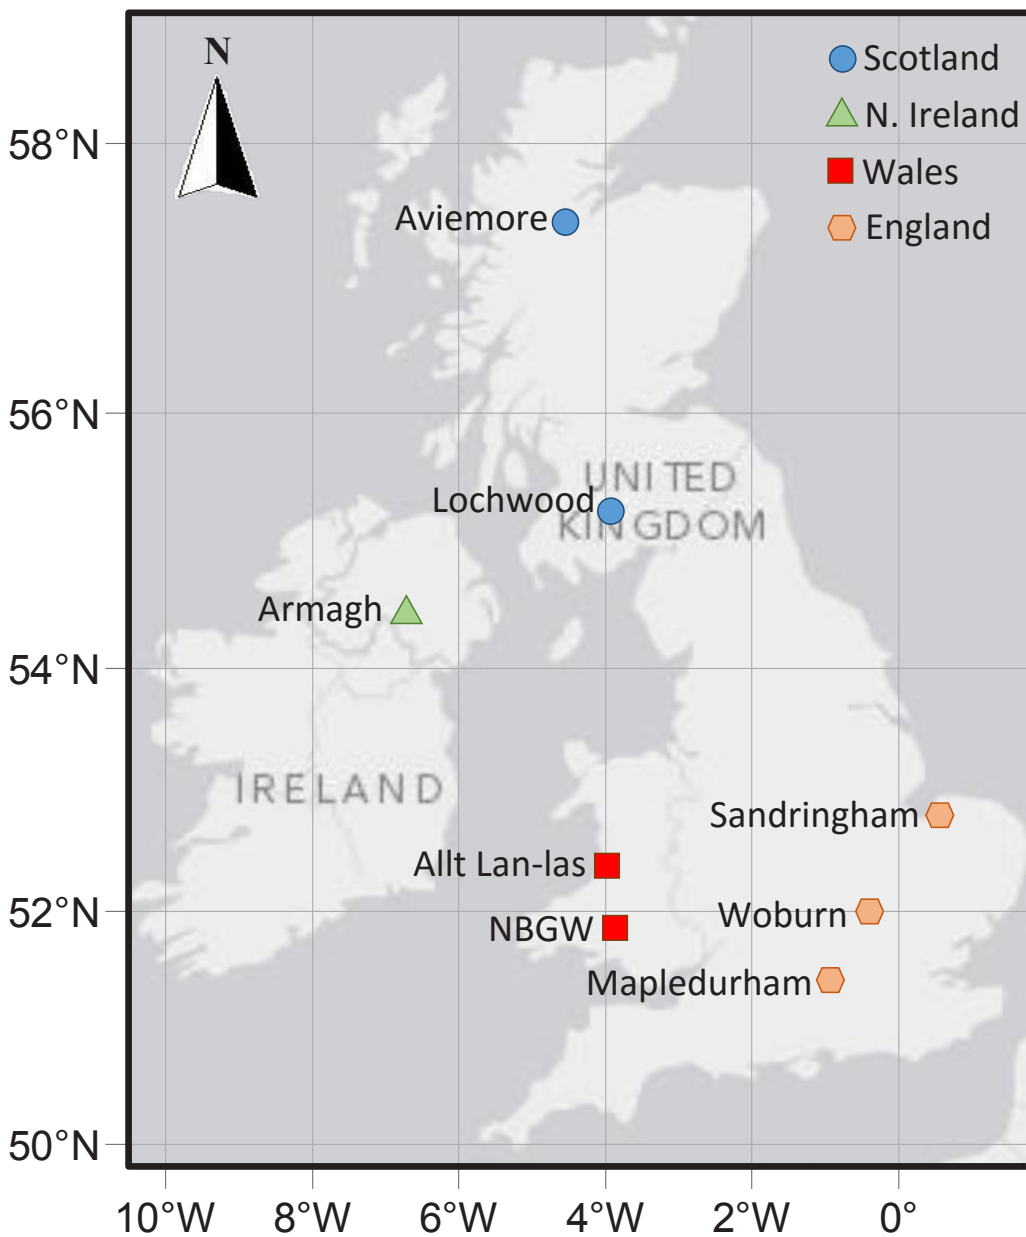 N
Scotland
N. Ireland
Wales
England
58°N
Aviemore
56°N
UNITED
KINGDOM
Lochwood
Armagh
54°N
IRELAND
Sandringham
Allt Lan-las
52°N
Woburn
NBGW
Mapledurham
50°N
10°W 8°W 6°W 4°W 2°W 0°